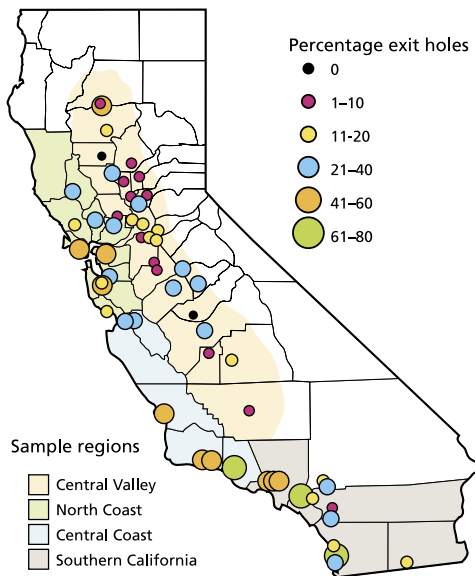 Percentage exit holes
0
1–10
11-20
21–40
41–60
61–80
Sample regions
Central Valley
North Coast
Central Coast
Southern California